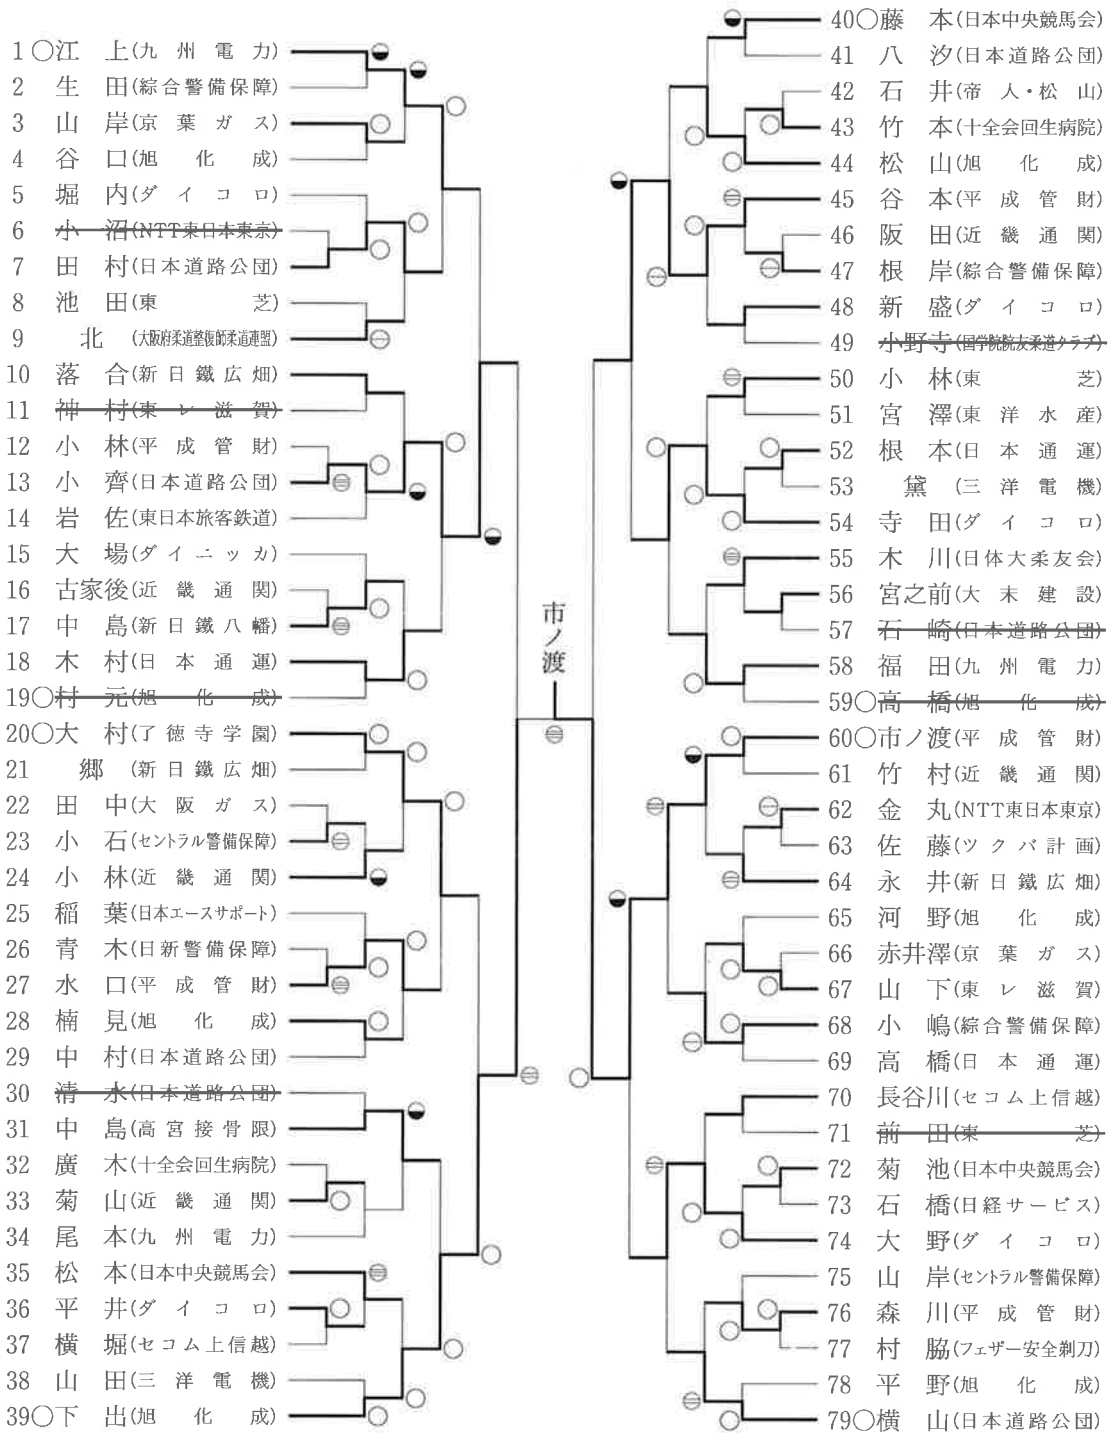 1○江上(九州電力)
2 生田(綜合警備保障)
3 山岸(京葉ガス)
4 谷口(旭化成)
5 堀内(ダイコロ)
6 小沼(NTT東日本東京)
7 田村(日本道路公団)
8 池田(東芝)
9 北(大阪府柔道整復師柔道連盟)
10 落合(新日鐵広畑)
11 神村(東レ滋賀)
12 小林(平成管財)
13 小齊(日本道路公団)
14 岩佐(東日本旅客鉄道)
15 大場(ダイニッカ)
16 古家後(近畿通関)
17 中島(新日鐵八幡)
18 木村(日本通運)
19○村元(旭化成)
20○大村(了徳寺学園)
21 郷(新日鐵広畑)
22 田中(大阪ガス)
23 小石(セントラル警備保障)
24 小林(近畿通関)
25 稲葉(日本エースサポート)
26 青木(日新警備保障)
27 水口(平成管財)
28 楠見(旭化成)
29 中村(日本道路公団)
30 清水(日本道路公団)
31 中島(高宮接骨限)
32 廣木(十全会回生病院)
33 菊山(近畿通関)
34 尾本(九州電力)
35 松本(日本中央競馬会)
36 平井(ダイコロ)
37 横堀(セコム上信越)
38 山田(三洋電機)
39○下出(旭化成)
市ノ渡
40○藤本(日本中央競馬会)
41 八汐(日本道路公団)
42 石井(帝人・松山)
43 竹本(十全会回生病院)
44 松山(旭化成)
45 谷本(平成管財)
46 阪田(近畿通関)
47 根岸(綜合警備保障)
48 新盛(ダイコロ)
49 小野寺(国学院院友柔道クラブ)
50 小林(東芝)
51 宮澤(東洋水産)
52 根本(日本通運)
53 黛(三洋電機)
54 寺田(ダイコロ)
55 木川(日体大柔友会)
56 宮之前(大末建設)
57 石崎(日本道路公団)
58 福田(九州電力)
59○高橋(旭化成)
60○市ノ渡(平成管財)
61 竹村(近畿通関)
62 金丸(NTT東日本東京)
63 佐藤(ツクバ計画)
64 永井(新日鐵広畑)
65 河野(旭化成)
66 赤井澤(京葉ガス)
67 山下(東レ滋賀)
68 小嶋(綜合警備保障)
69 高橋(日本通運)
70 長谷川(セコム上信越)
71 前田(東芝)
72 菊池(日本中央競馬会)
73 石橋(日経サービス)
74 大野(ダイコロ)
75 山岸(セントラル警備保障)
76 森川(平成管財)
77 村脇(フェザー安全剃刀)
78 平野(旭化成)
79○横山(日本道路公団)